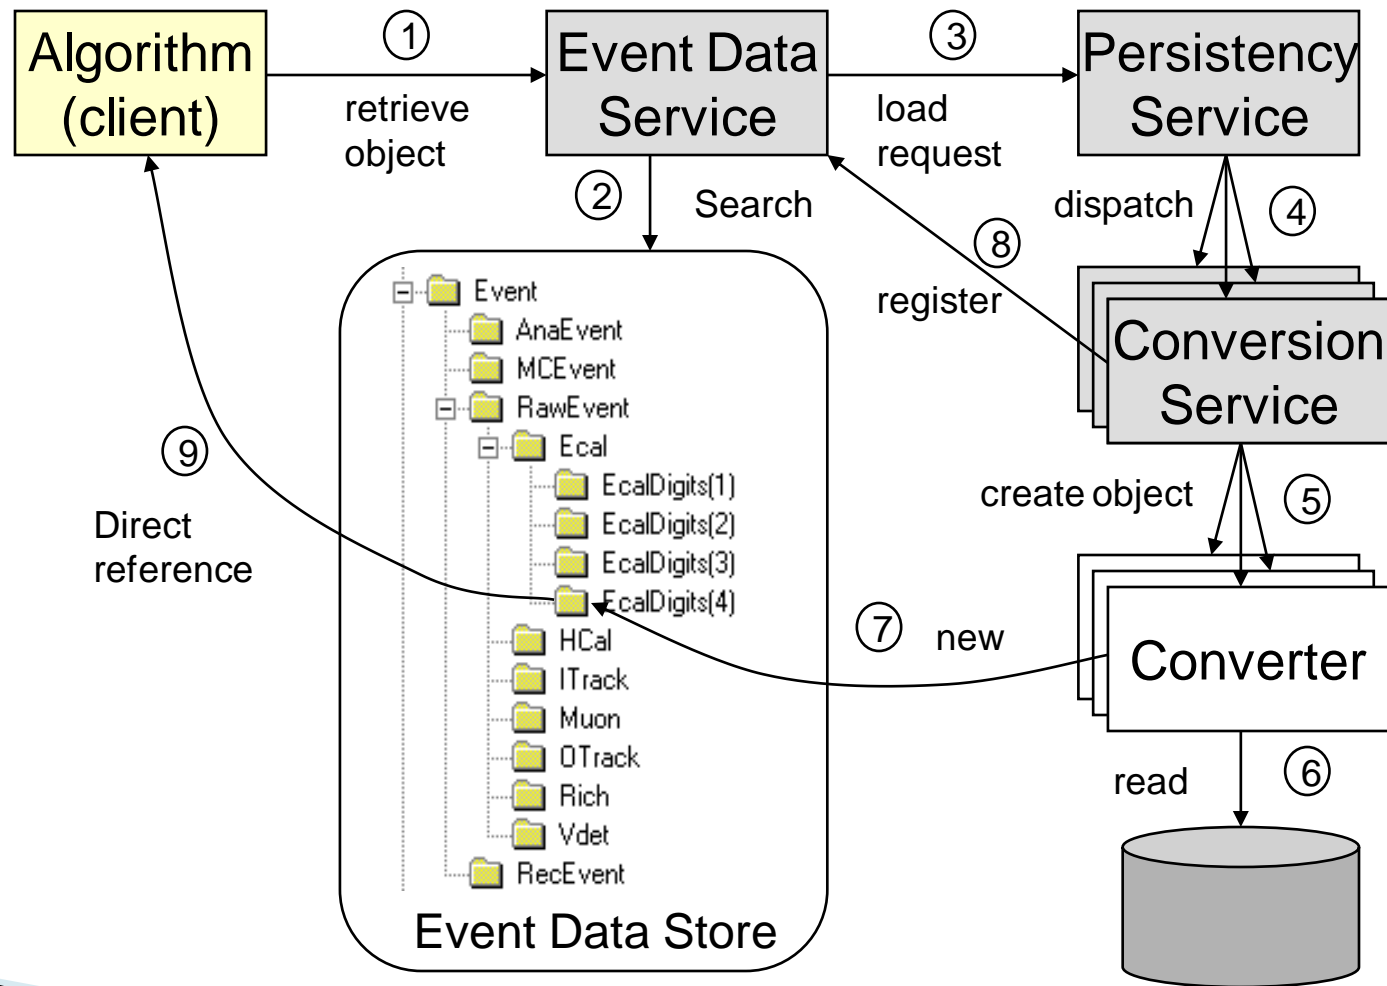 Algorithm
(client)
1
retrieve
object
Event Data
Service
3
load
request
Persistency
Service
2
Search
dispatch
4
8
register
Conversion
Service
Event
AnaEvent
MCEvent
RawEvent
Ecal
EcalDigits(1)
EcalDigits(2)
EcalDigits(3)
EcalDigits(4)
HCal
ITrack
Muon
OTrack
Rich
Vdet
RecEvent
Event Data Store
9
Direct
reference
create object
5
7
new
Converter
read
6